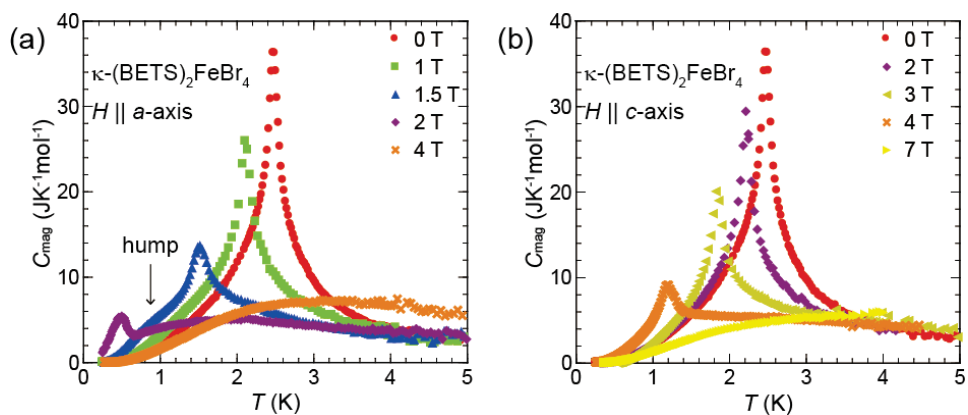 (a)
40
30
20
10
0
C_mag (JK⁻¹mol⁻¹)
κ-(BETS)₂FeBr₄
H || a-axis
hump
0 T
1 T
1.5 T
2 T
4 T
0 1 2 3 4 5
T (K)
(b)
40
30
20
10
0
C_mag (JK⁻¹mol⁻¹)
κ-(BETS)₂FeBr₄
H || c-axis
0 T
2 T
3 T
4 T
7 T
0 1 2 3 4 5
T (K)